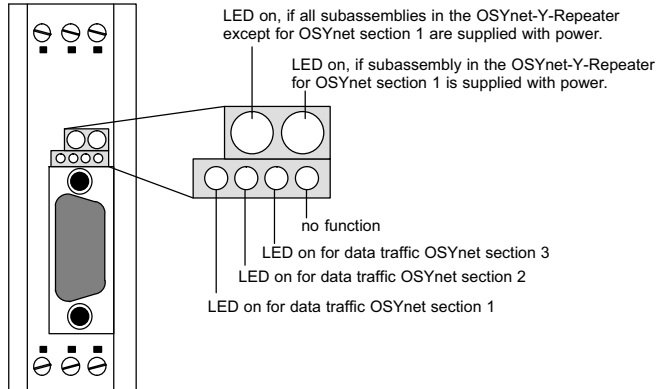 LED on, if all subassemblies in the OSYnet-Y-Repeater
except for OSYnet section 1 are supplied with power.
LED on, if subassembly in the OSYnet-Y-Repeater
for OSYnet section 1 is supplied with power.
no function
LED on for data traffic OSYnet section 3
LED on for data traffic OSYnet section 2
LED on for data traffic OSYnet section 1